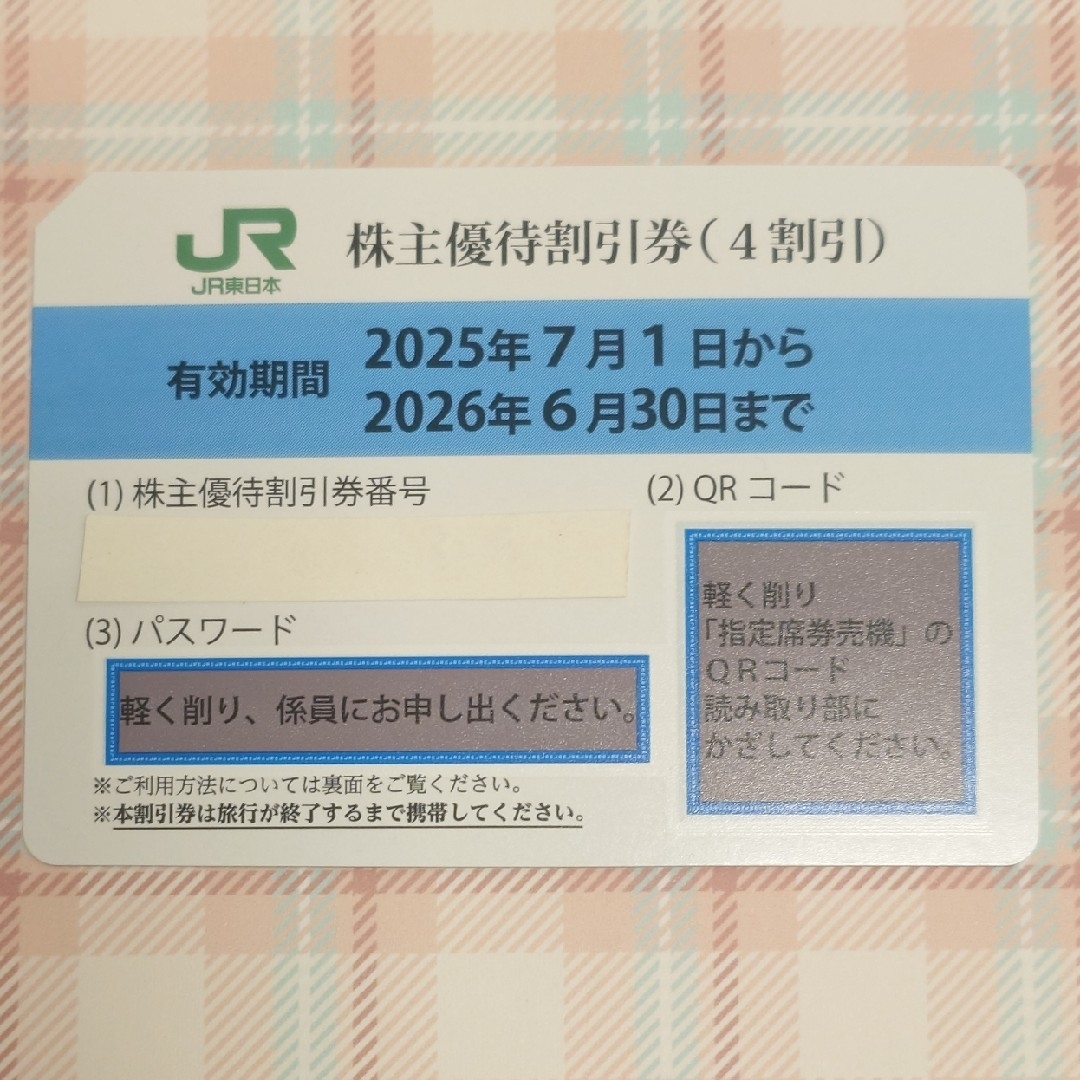 JR
JR東日本
株主優待割引券(４割引)
有効期間
2025年７月１日から
2026年６月30日まで
(1) 株主優待割引券番号
(2) QRコード
(3) パスワード
軽く削り、係員にお申し出ください。
軽く削り
「指定席券売機」の
ＱＲコード
読み取り部に
かざしてください。
※ご利用方法については裏面をご覧ください。
※本割引券は旅行が終了するまで携帯してください。